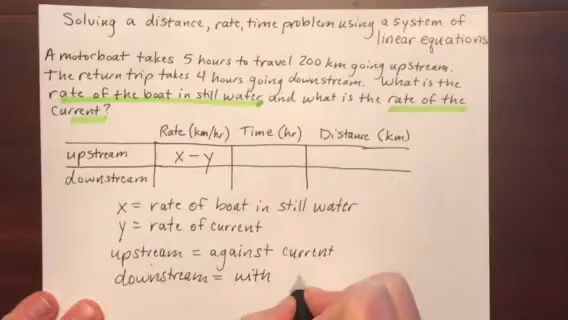 Solving a distance, rate, time problem using a system of
linear equations
A motorboat takes 5 hours to travel 200 km going upstream.
The return trip takes 4 hours going downstream. What is the
rate of the boat in still water, and what is the rate of the
current?
Rate (km/hr) Time (hr) Distance (km)
upstream x - y
downstream
x = rate of boat in still water
y = rate of current
upstream = against current
downstream = with